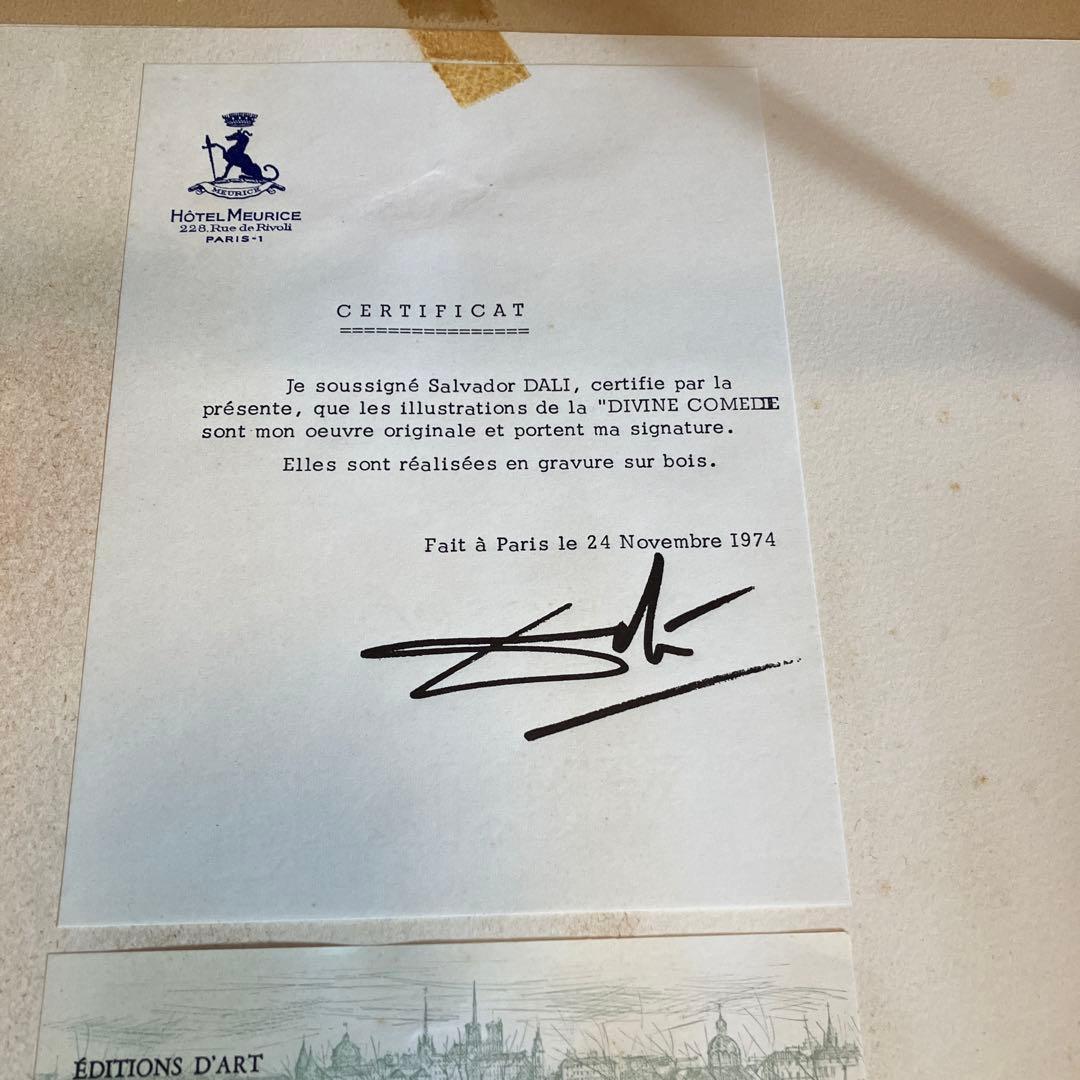 MEURICE
HÔTEL MEURICE
228, Rue de Rivoli
PARIS-1
CERTIFICAT
================
Je soussigné Salvador DALI, certifie par la
présente, que les illustrations de la "DIVINE COMEDIE
sont mon oeuvre originale et portent ma signature.
Elles sont réalisées en gravure sur bois.
Fait à Paris le 24 Novembre I974
Dali
ÉDITIONS D'ART